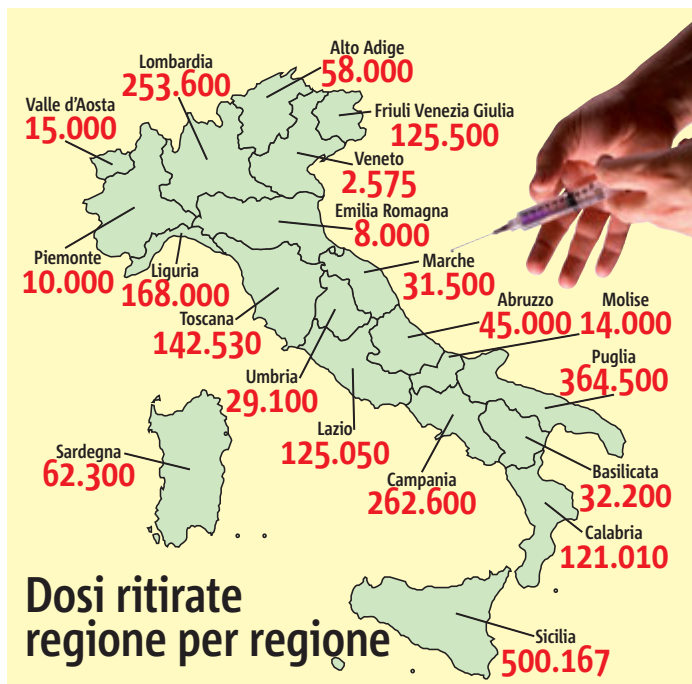 Alto Adige
58.000
Lombardia
253.600
Valle d'Aosta
15.000
Friuli Venezia Giulia
125.500
Veneto
2.575
Emilia Romagna
8.000
Piemonte
10.000
Liguria
168.000
Marche
31.500
Toscana
142.530
Abruzzo
45.000
Molise
14.000
Puglia
364.500
Umbria
29.100
Lazio
125.050
Sardegna
62.300
Campania
262.600
Basilicata
32.200
Calabria
121.010
Dosi ritirate
regione per regione
Sicilia
500.167